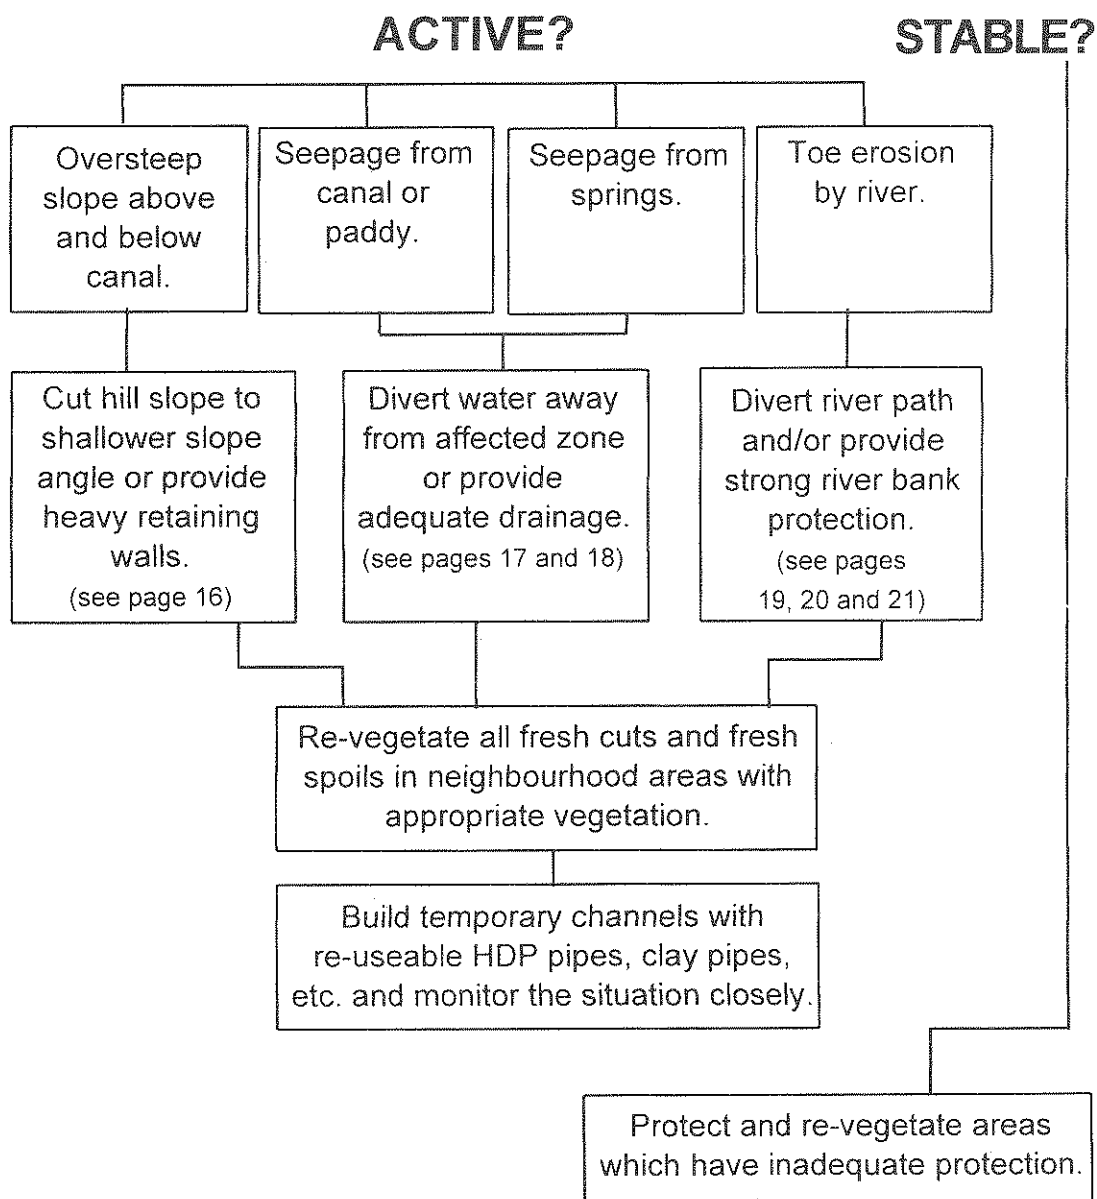 ACTIVE?
STABLE?
Oversteep
slope above
and below
canal.
Seepage from
canal or
paddy.
Seepage from
springs.
Toe erosion
by river.
Cut hill slope to
shallower slope
angle or provide
heavy retaining
walls.
(see page 16)
Divert water away
from affected zone
or provide
adequate drainage.
(see pages 17 and 18)
Divert river path
and/or provide
strong river bank
protection.
(see pages
19, 20 and 21)
Re-vegetate all fresh cuts and fresh
spoils in neighbourhood areas with
appropriate vegetation.
Build temporary channels with
re-useable HDP pipes, clay pipes,
etc. and monitor the situation closely.
Protect and re-vegetate areas
which have inadequate protection.